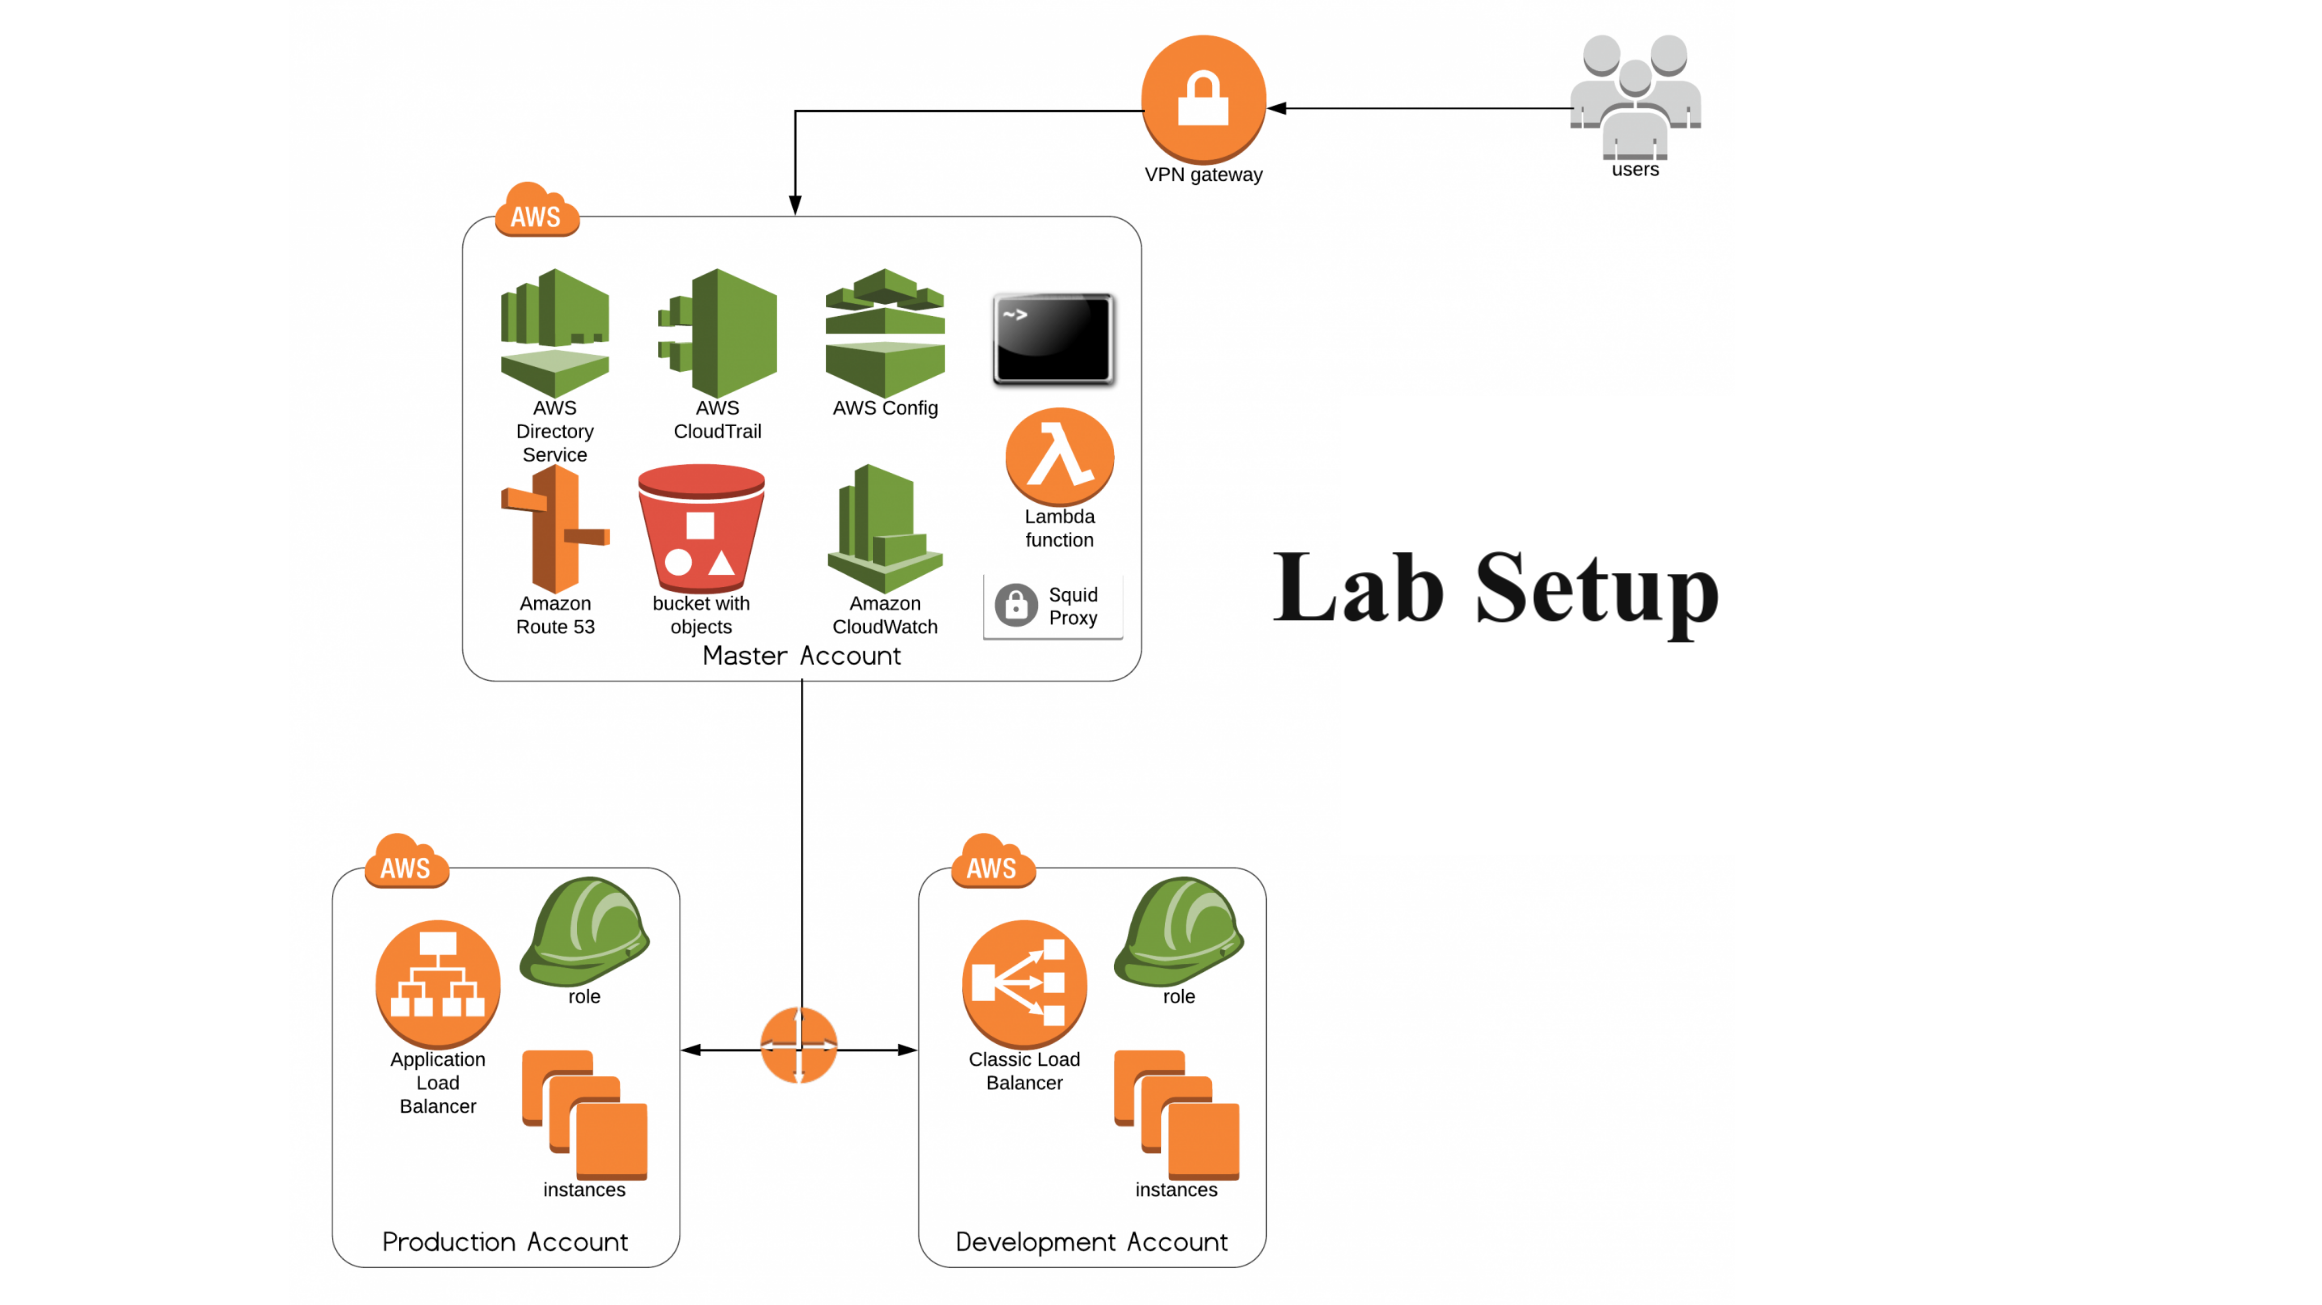 VPN gateway
users
AWS
~>
AWS
Directory
Service
AWS
CloudTrail
AWS Config
Lambda
function
Amazon
Route 53
bucket with
objects
Amazon
CloudWatch
Squid
Proxy
Master Account
Lab Setup
AWS
role
Application
Load
Balancer
instances
Production Account
AWS
role
Classic Load
Balancer
instances
Development Account